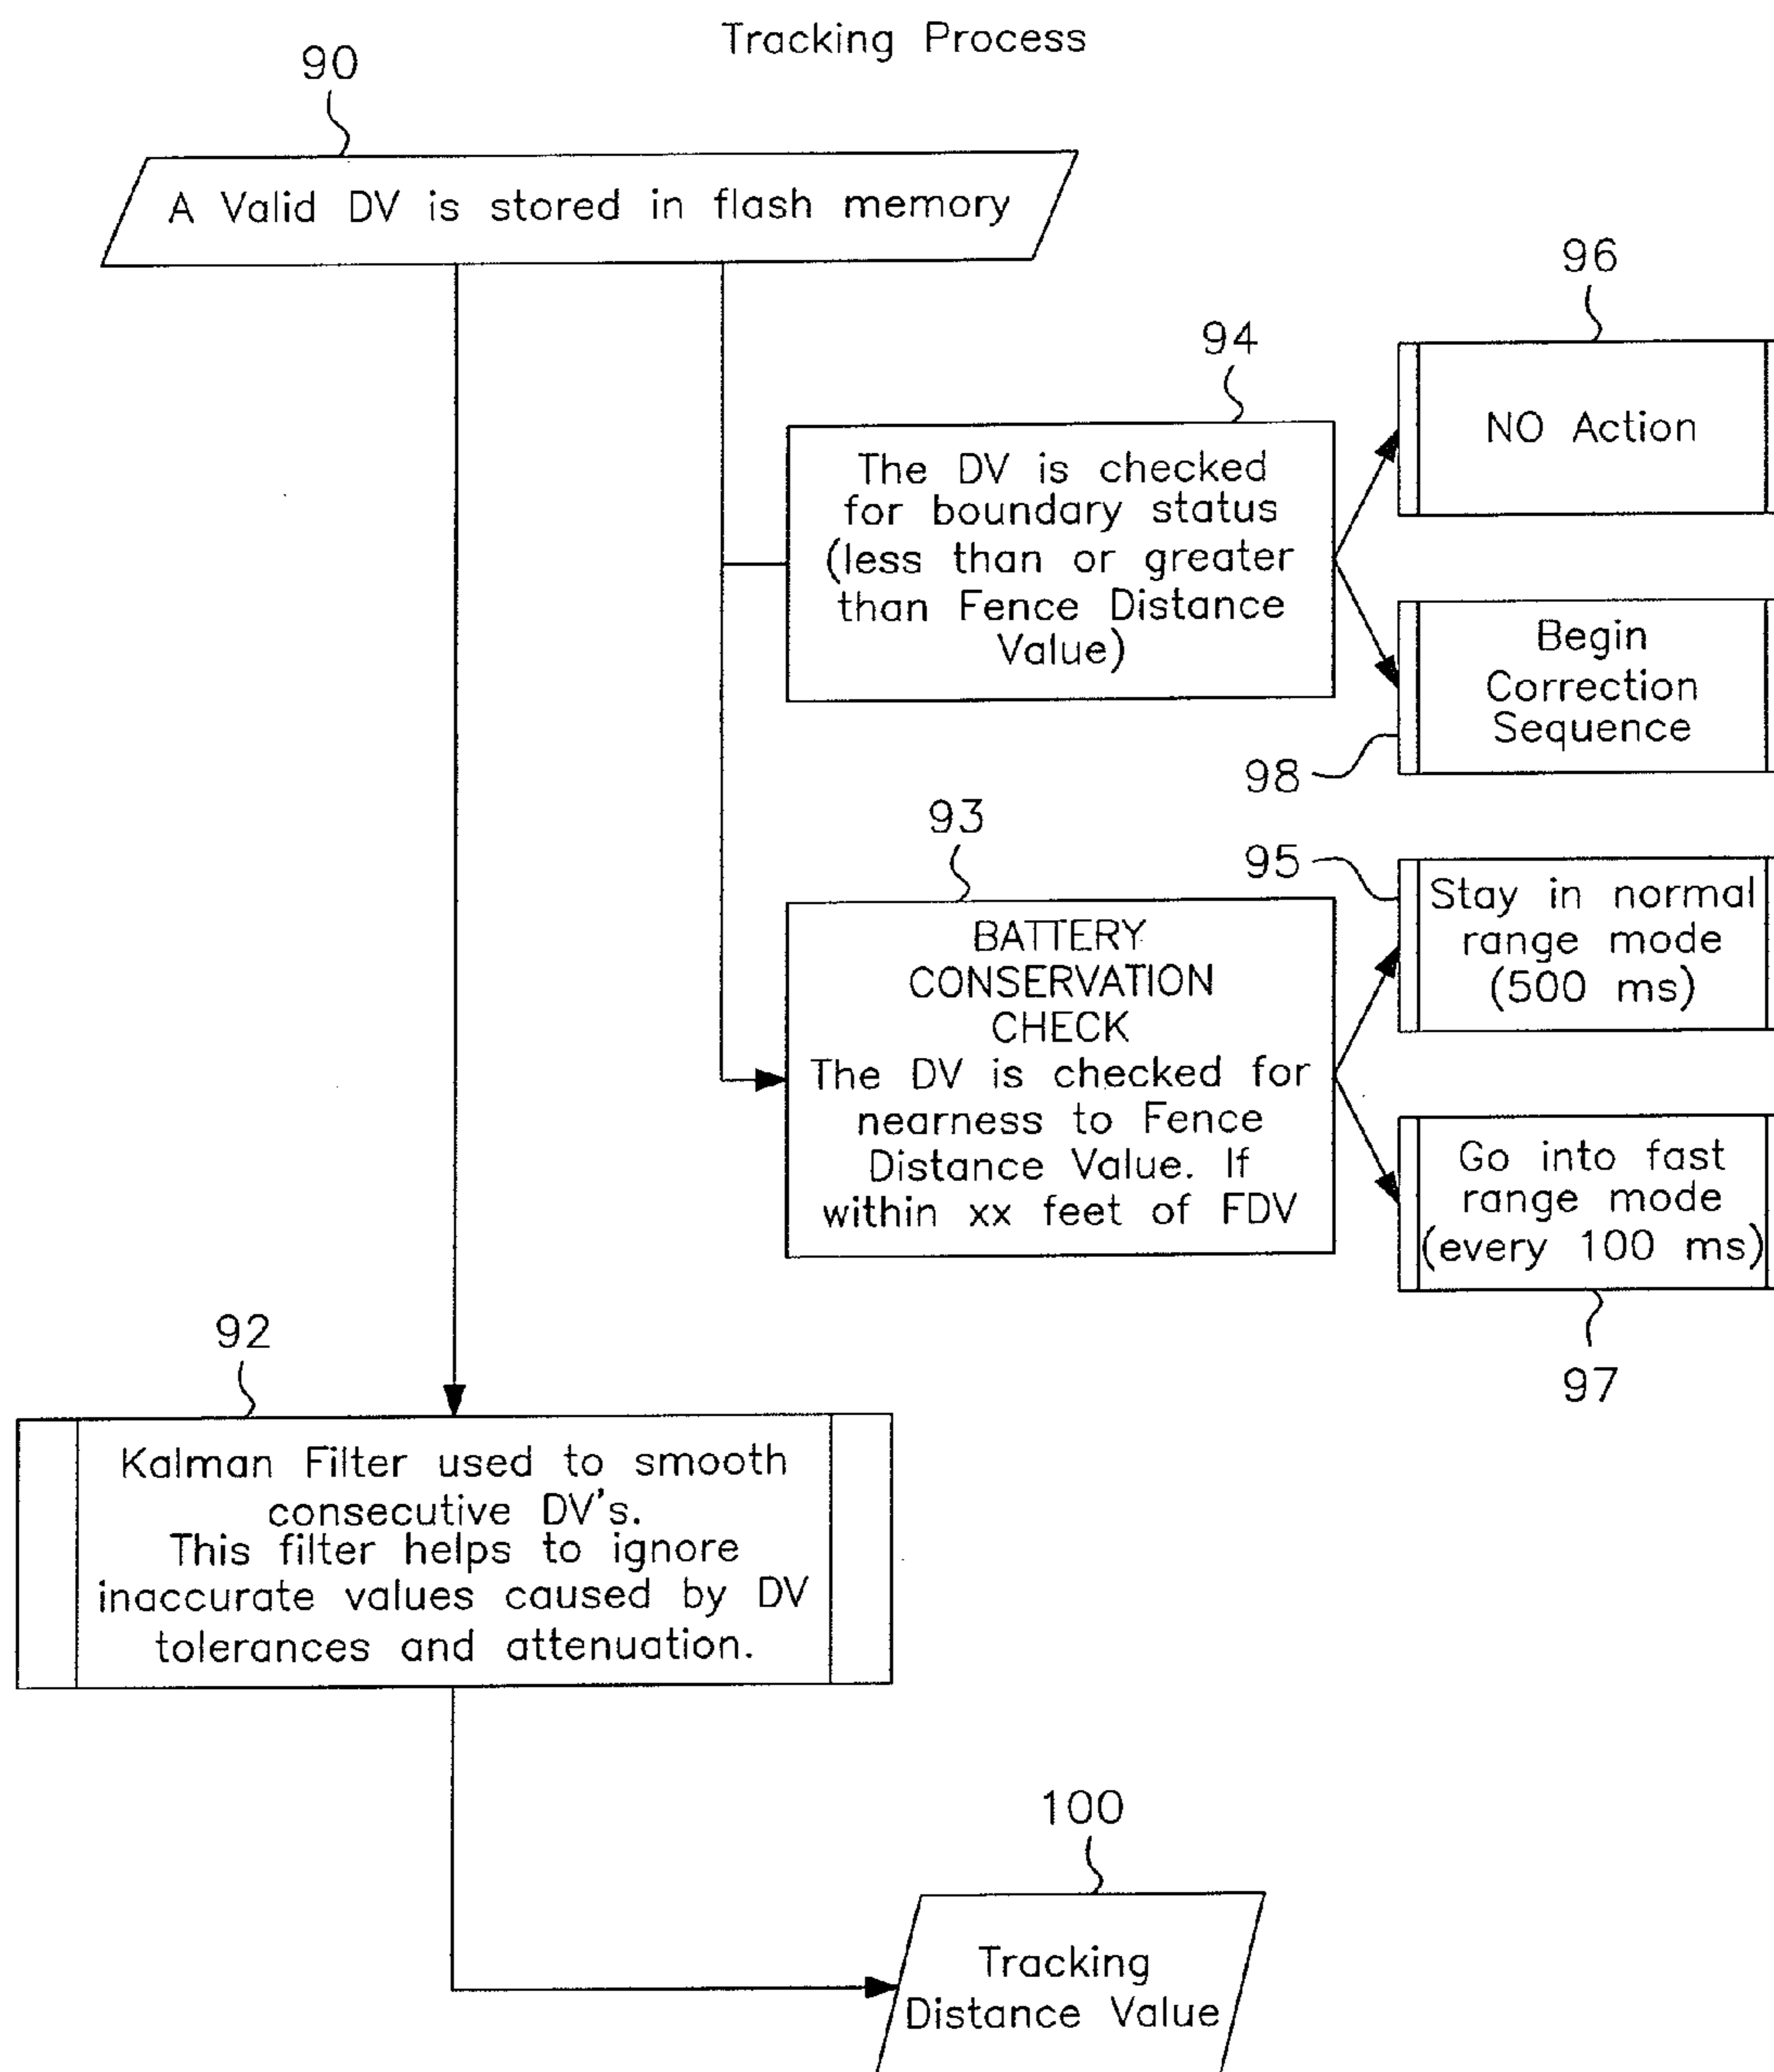 Tracking Process
90
A Valid DV is stored in flash memory
96
NO Action
94
The DV is checked
for boundary status
(less than or greater
than Fence Distance
Value)
Begin
Correction
Sequence
98
93
BATTERY
CONSERVATION
CHECK
The DV is checked for
nearness to Fence
Distance Value. If
within xx feet of FDV
95
Stay in normal
range mode
(500 ms)
Go into fast
range mode
(every 100 ms)
97
92
Kalman Filter used to smooth
consecutive DV's.
This filter helps to ignore
inaccurate values caused by DV
tolerances and attenuation.
100
Tracking
Distance Value